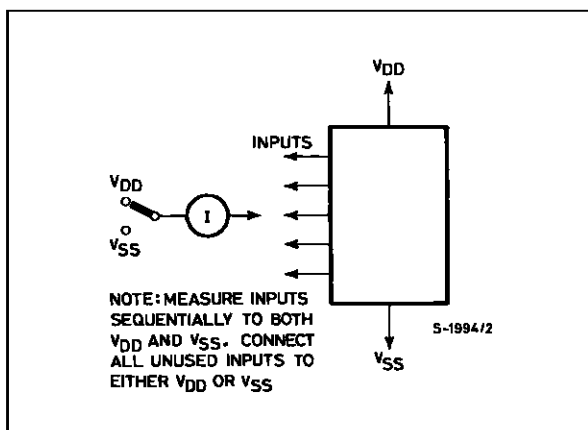 VDD
INPUTS
VDD
I
VSS
NOTE: MEASURE INPUTS
SEQUENTIALLY TO BOTH
VDD AND VSS. CONNECT
ALL UNUSED INPUTS TO
EITHER VDD OR VSS
S-1994/2
VSS